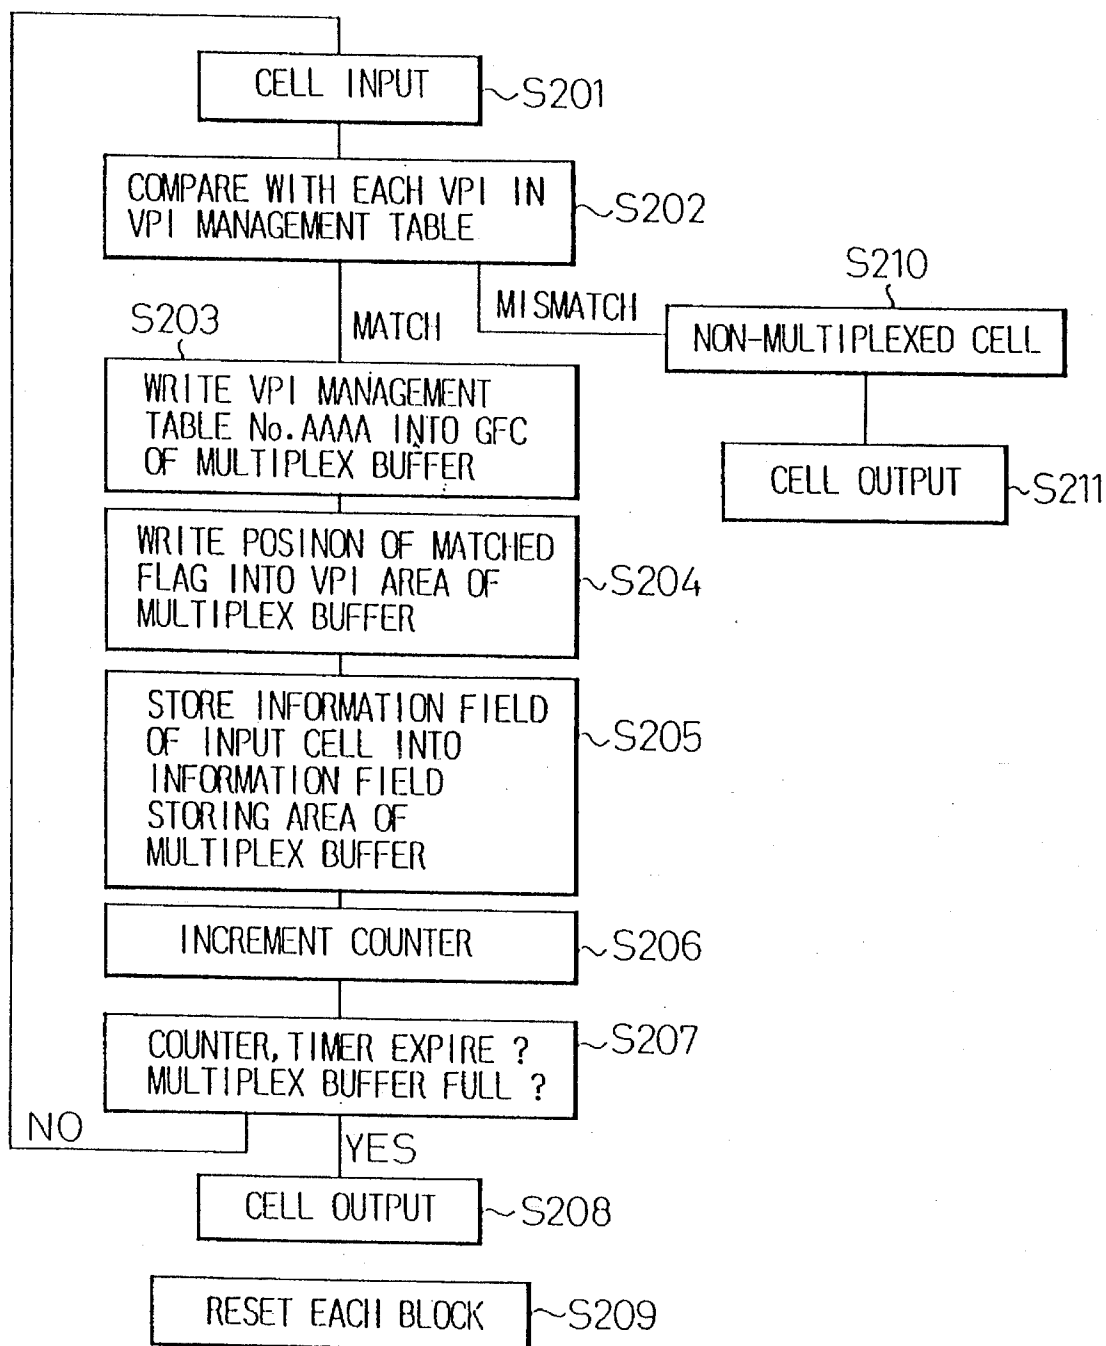 CELL INPUT
S201
COMPARE WITH EACH VPI IN
VPI MANAGEMENT TABLE
S202
S210
MISMATCH
NON-MULTIPLEXED CELL
S203
MATCH
WRITE VPI MANAGEMENT
TABLE No.AAAA INTO GFC
OF MULTIPLEX BUFFER
CELL OUTPUT
S211
WRITE POSINON OF MATCHED
FLAG INTO VPI AREA OF
MULTIPLEX BUFFER
S204
STORE INFORMATION FIELD
OF INPUT CELL INTO
INFORMATION FIELD
STORING AREA OF
MULTIPLEX BUFFER
S205
INCREMENT COUNTER
S206
COUNTER, TIMER EXPIRE ?
MULTIPLEX BUFFER FULL ?
S207
NO
YES
CELL OUTPUT
S208
RESET EACH BLOCK
S209